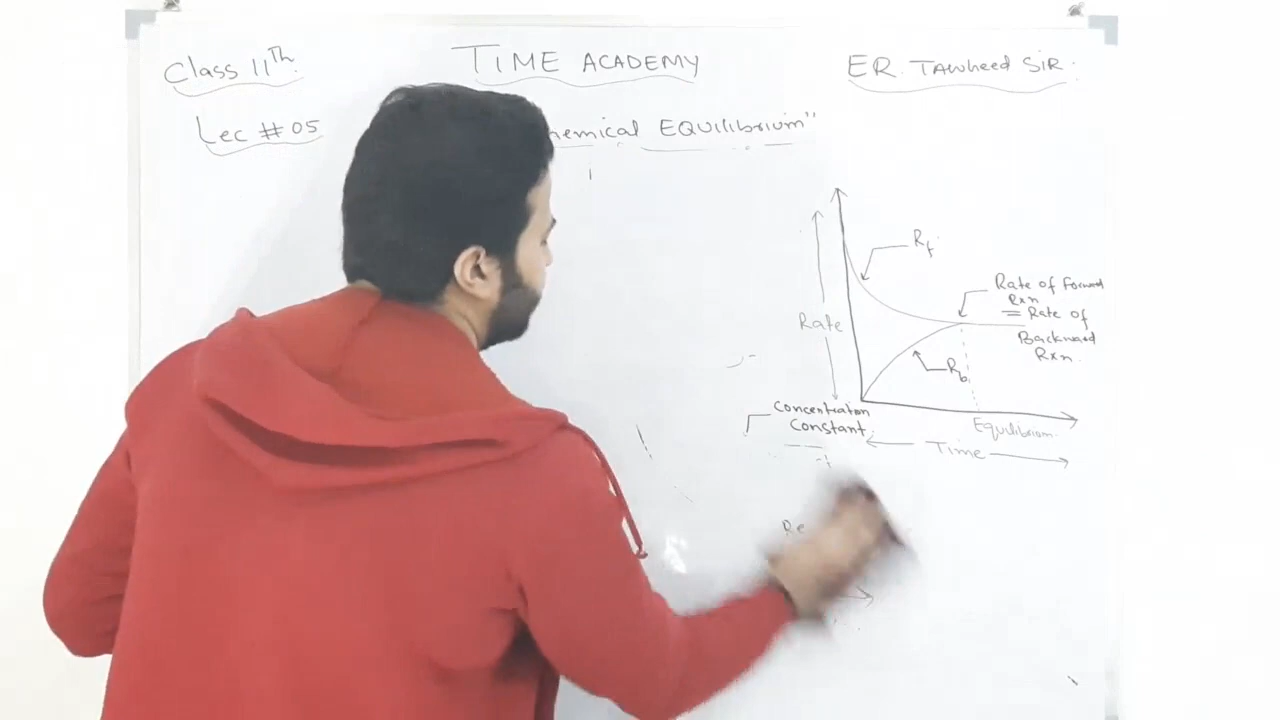 Class 11Th.
TIME ACADEMY
ER. TAWheed SIR.
Lec # 05
hemical EQUilibrium"
Rf
Rate of Forward
Rxn
= Rate of
Backward
Rxn.
Rate
Rb
Concentration
Constant.
Equilibrium.
Time
Re